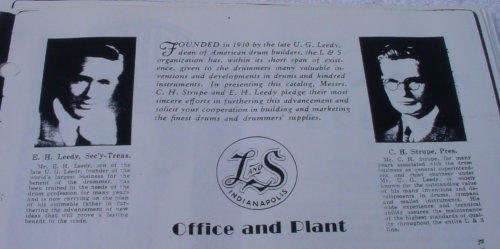 FOUNDED in 1930 by the late U. G. Leedy,
dean of American drum builders, the L & S
organization has, within its short span of exist-
ence, given to the drummers many valuable in-
ventions and developments in drums and kindred
instruments. In presenting this catalog, Messrs.
C. H. Strupe and E. H. Leedy pledge their most
sincere efforts in furthering this advancement and
solicit your cooperation in building and marketing
the finest drums and drummers' supplies.
E. H. Leedy, Sec'y-Treas.
Mr. E. H. Leedy, son of the
late U. G. Leedy, founder of the
world's largest business for the
benefit of the drummer, has
been trained in the needs of the
drum profession for many years
and is now carrying on the plan
of his estimable father in fur-
thering the advancement of new
ideas that will prove a lasting
benefit to the trade.
L AND S
INDIANAPOLIS
C. H. Strupe, Pres.
Mr. C. H. Strupe, for many
years associated with the drum
business as general superintend-
ent and chief engineer under
Mr. U. G. Leedy, is widely
known for the outstanding value
of his many inventions and de-
velopments in drums, tympani
and mallet instruments. His
wide experience and technical
ability assures the maintenance
of the highest standards of quality
throughout the entire L & S
line.
Office and Plant